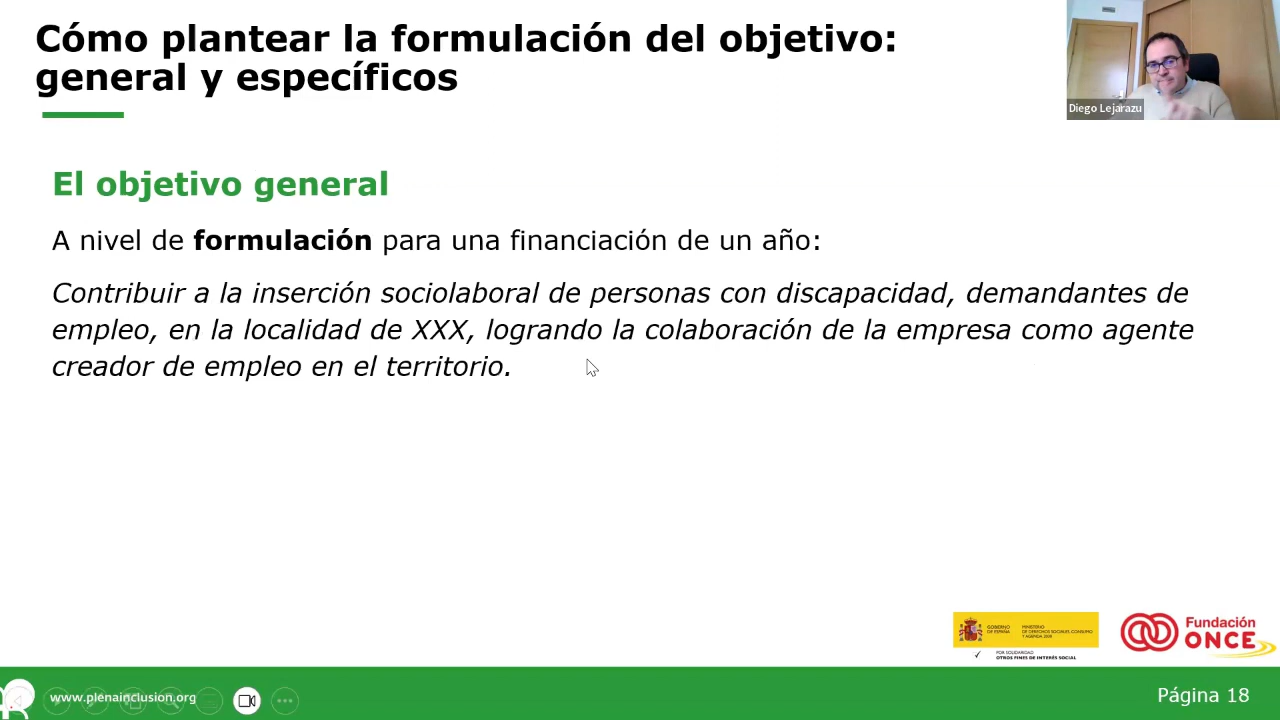 Cómo plantear la formulación del objetivo:
general y específicos
Diego Lejarazu
El objetivo general
A nivel de formulación para una financiación de un año:
Contribuir a la inserción sociolaboral de personas con discapacidad, demandantes de
empleo, en la localidad de XXX, logrando la colaboración de la empresa como agente
creador de empleo en el territorio.
GOBIERNO
DE ESPAÑA
MINISTERIO
DE DERECHOS SOCIALES, CONSUMO
Y AGENDA 2030
POR SOLIDARIDAD
OTROS FINES DE INTERÉS SOCIAL
Fundación
ONCE
www.plenainclusion.org
Página 18